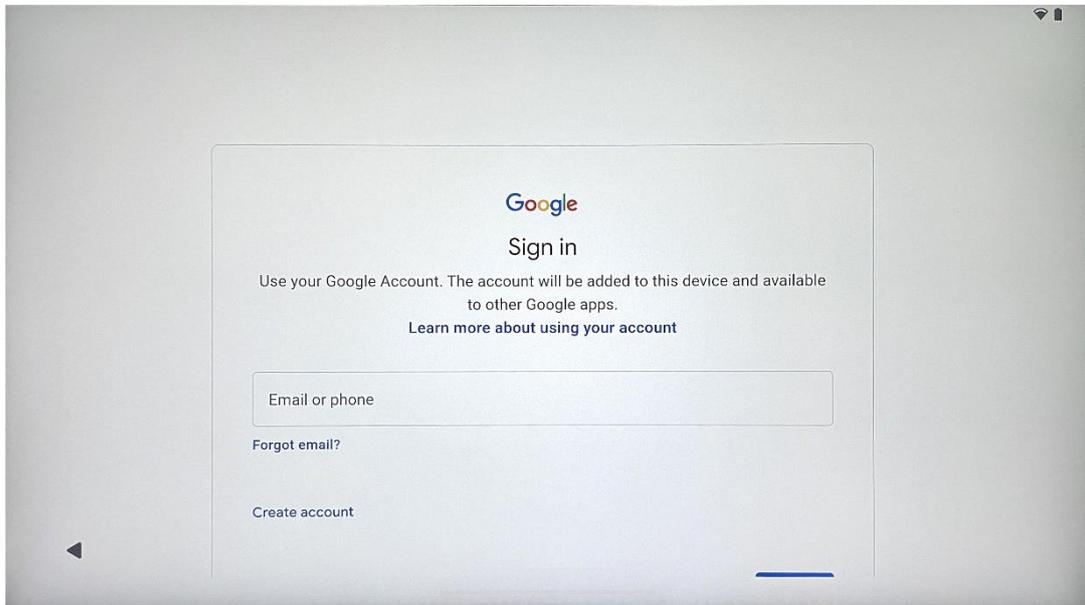 Google
Sign in
Use your Google Account. The account will be added to this device and available
to other Google apps.
Learn more about using your account
Email or phone
Forgot email?
Create account